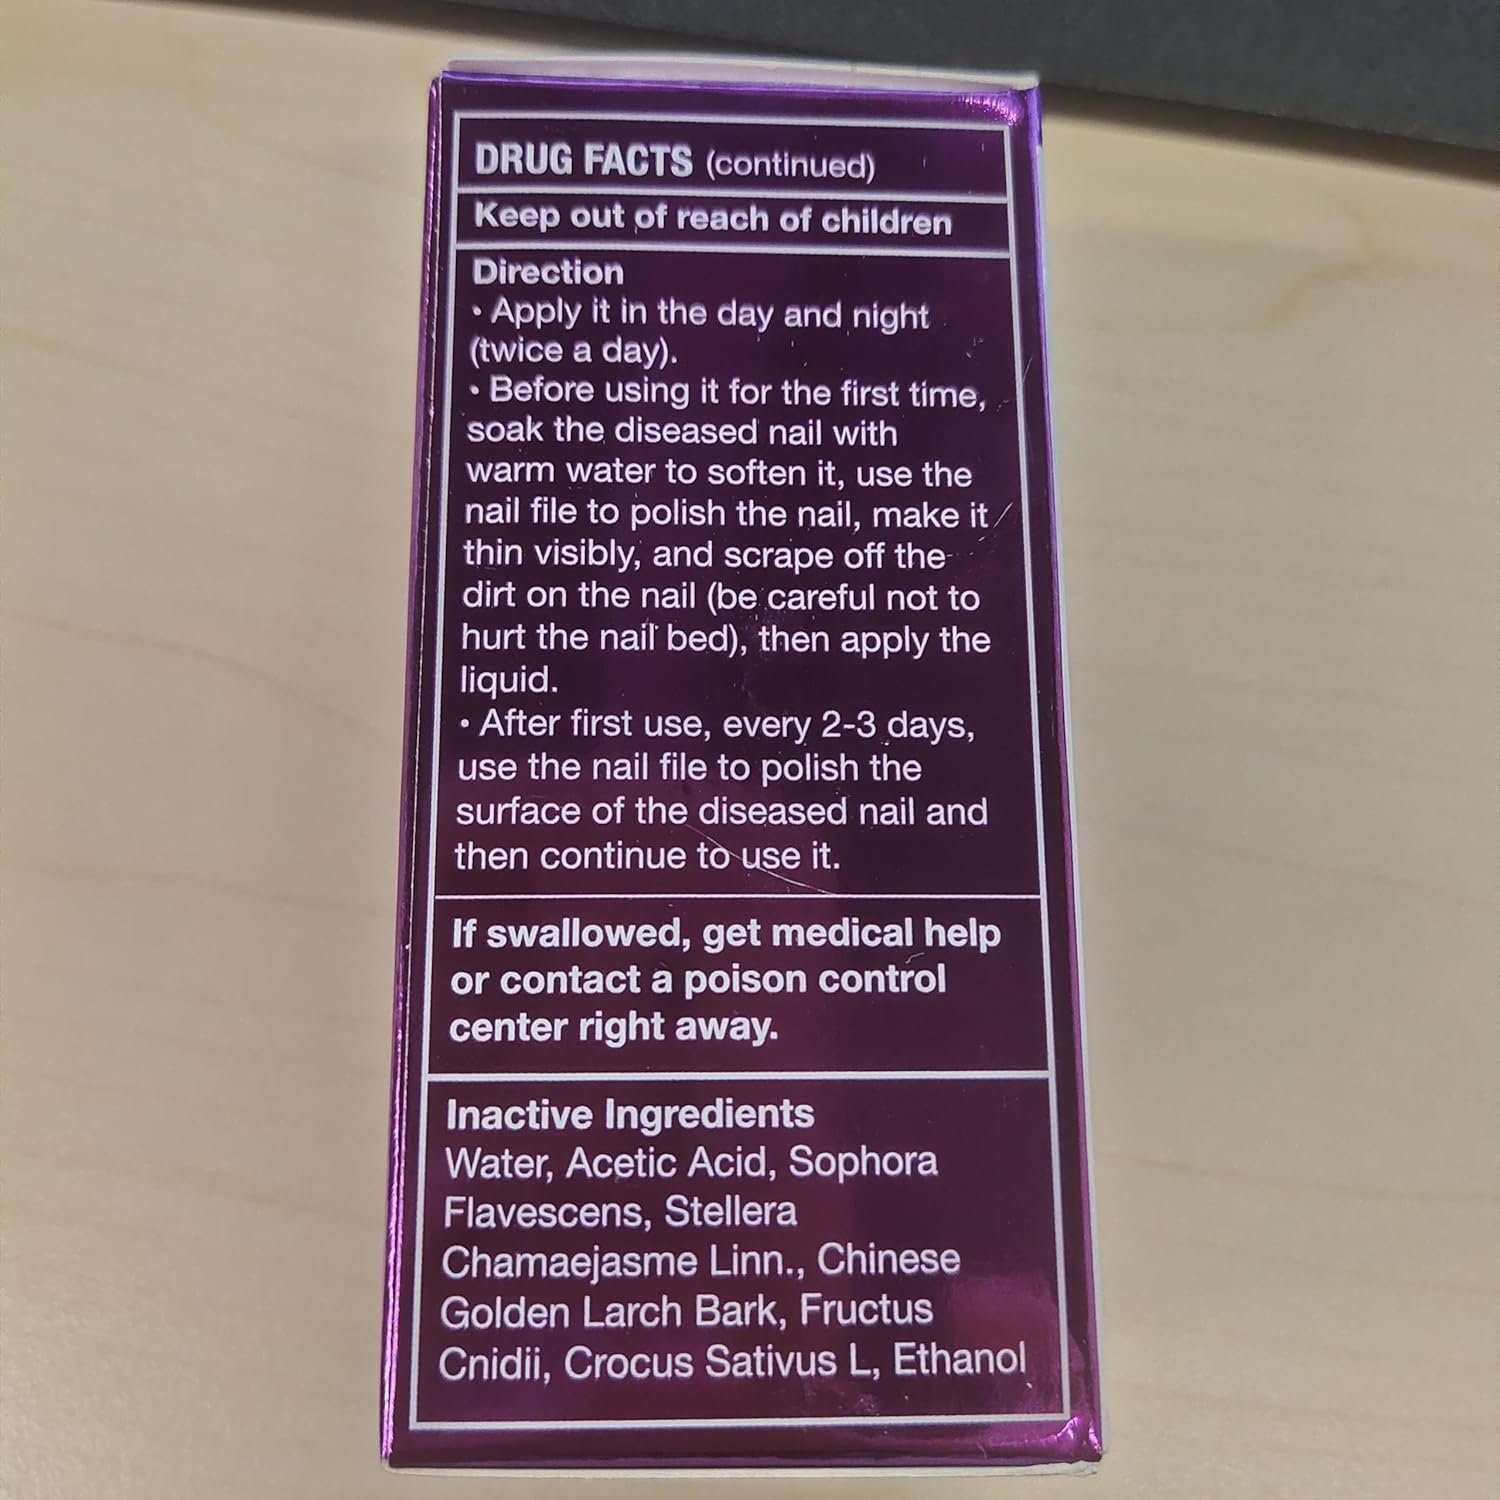 DRUG FACTS (continued)
Keep out of reach of children
Direction
• Apply it in the day and night
(twice a day).
• Before using it for the first time,
soak the diseased nail with
warm water to soften it, use the
nail file to polish the nail, make it
thin visibly, and scrape off the
dirt on the nail (be careful not to
hurt the nail bed), then apply the
liquid.
• After first use, every 2-3 days,
use the nail file to polish the
surface of the diseased nail and
then continue to use it.
If swallowed, get medical help
or contact a poison control
center right away.
Inactive Ingredients
Water, Acetic Acid, Sophora
Flavescens, Stellera
Chamaejasme Linn., Chinese
Golden Larch Bark, Fructus
Cnidii, Crocus Sativus L, Ethanol